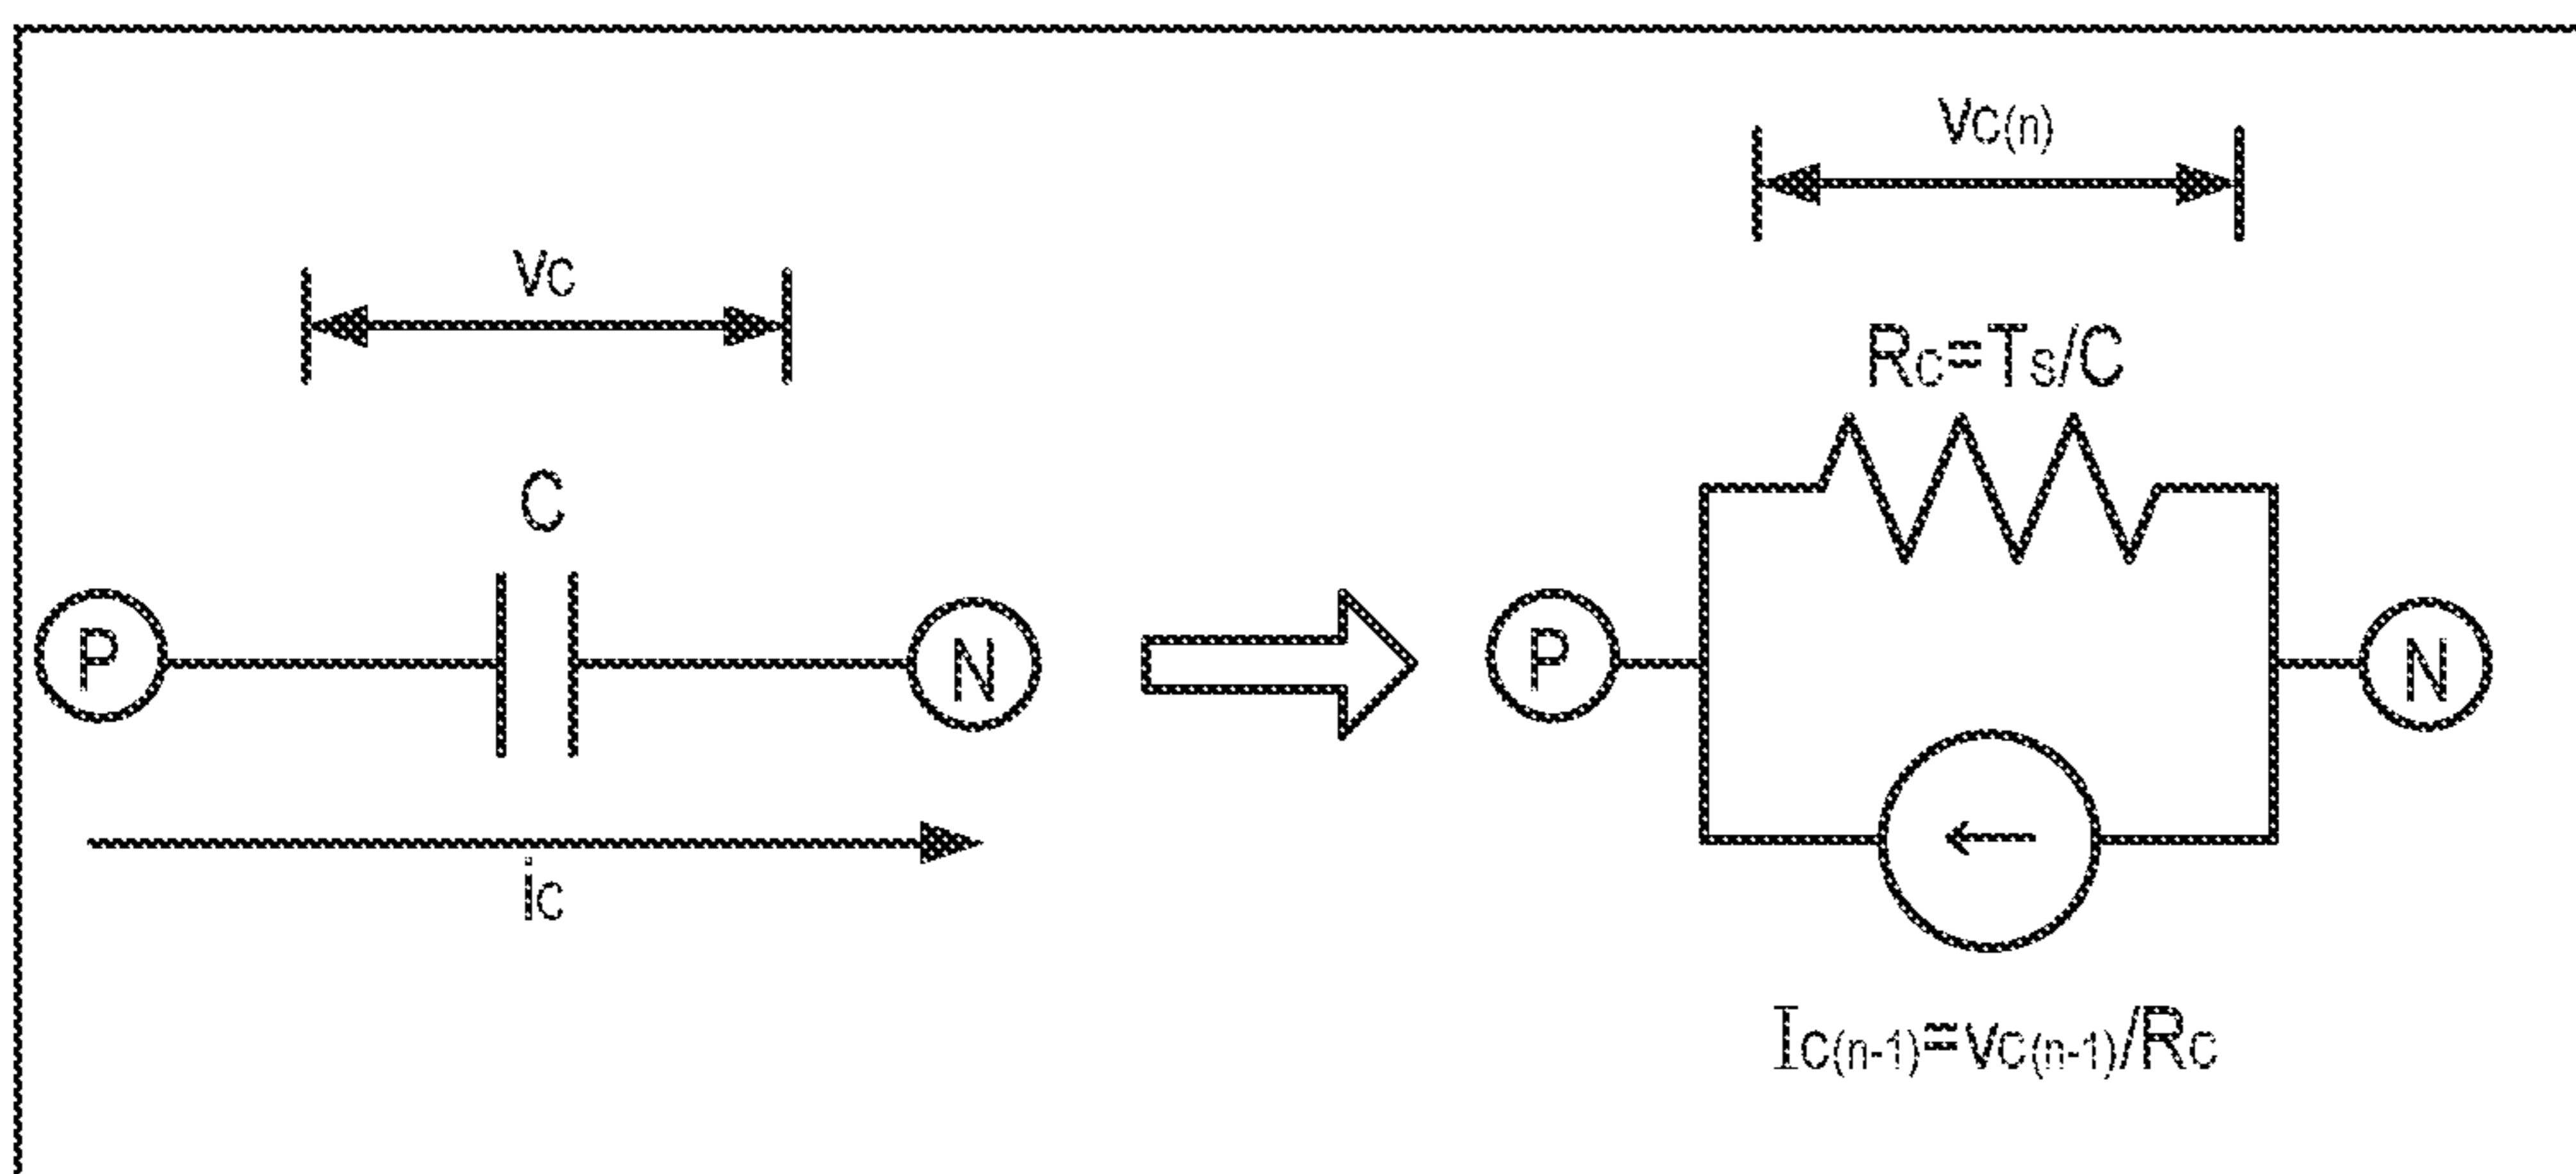 VC
C
P
N
iC
VC(n)
RC=TS/C
P
N
IC(n-1)=VC(n-1)/RC